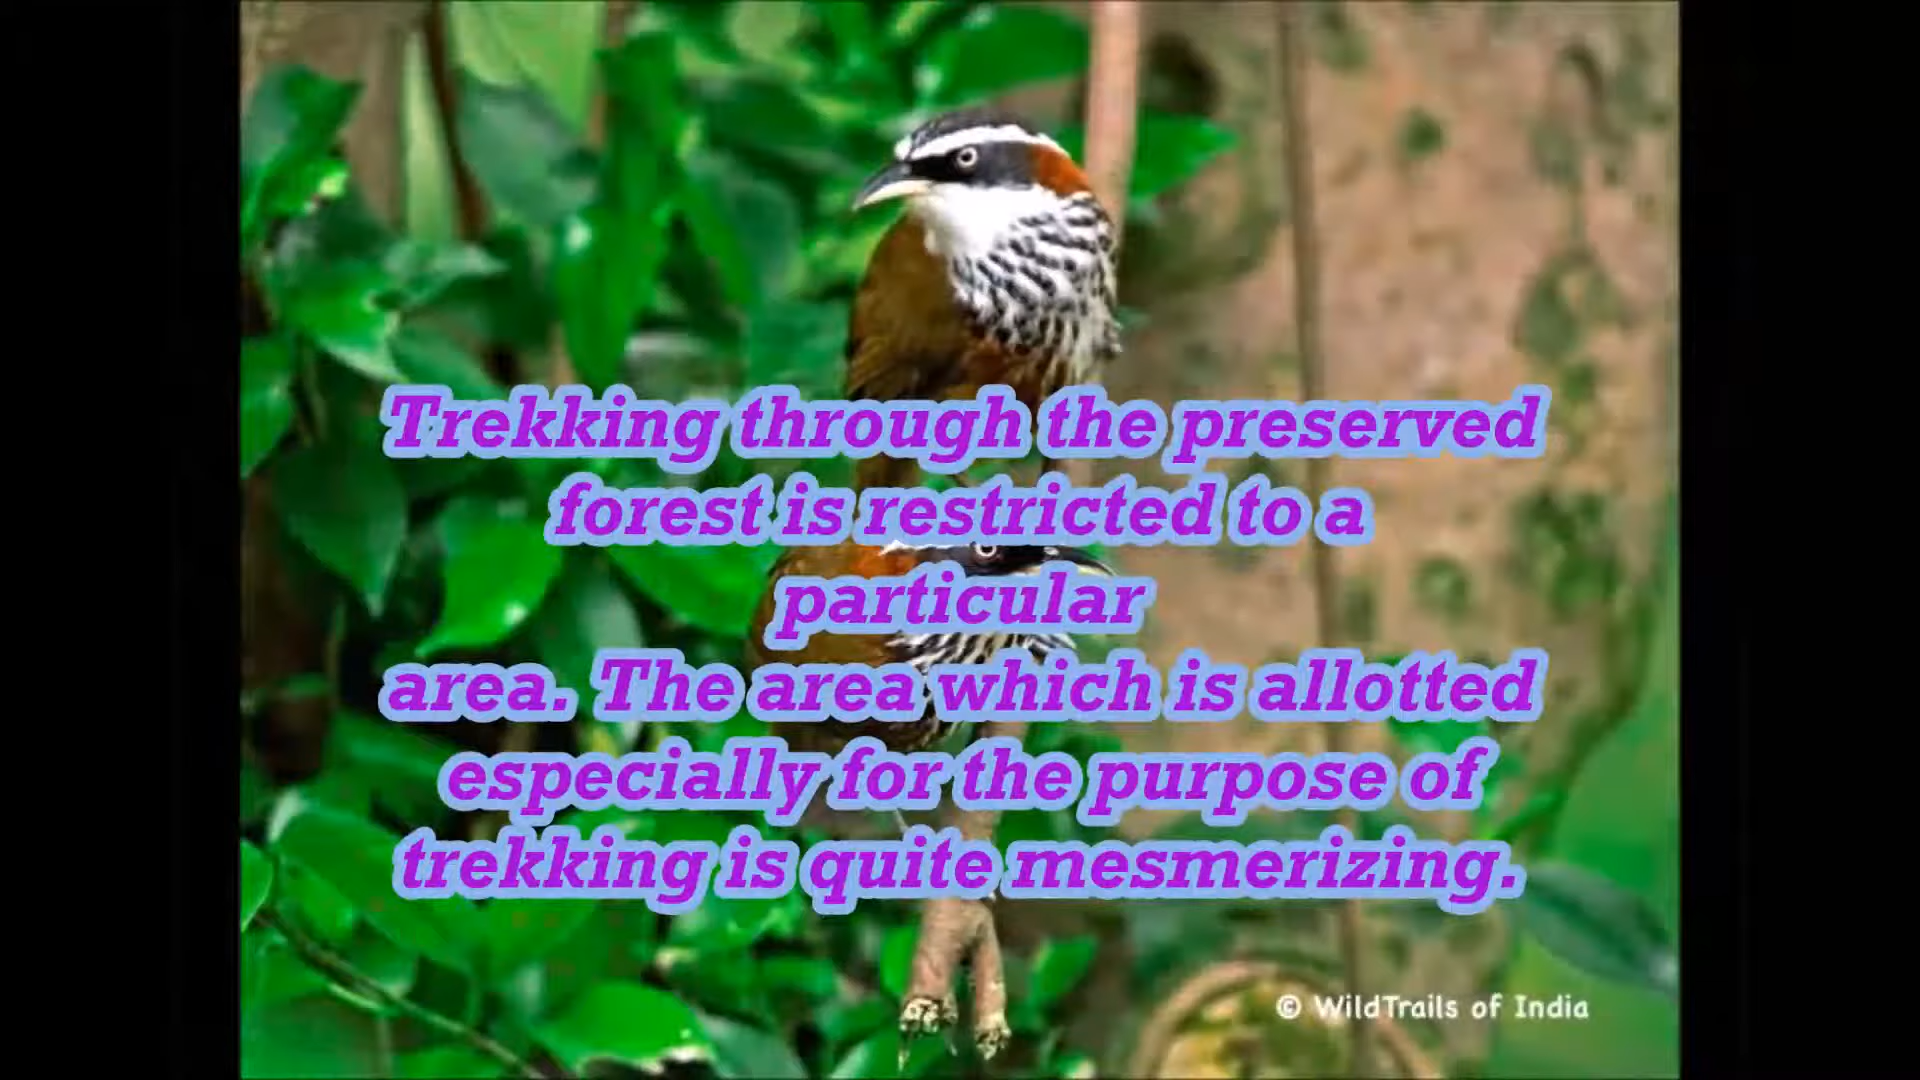 Trekking through the preserved
forest is restricted to a
particular
area. The area which is allotted
especially for the purpose of
trekking is quite mesmerizing.
© WildTrails of India